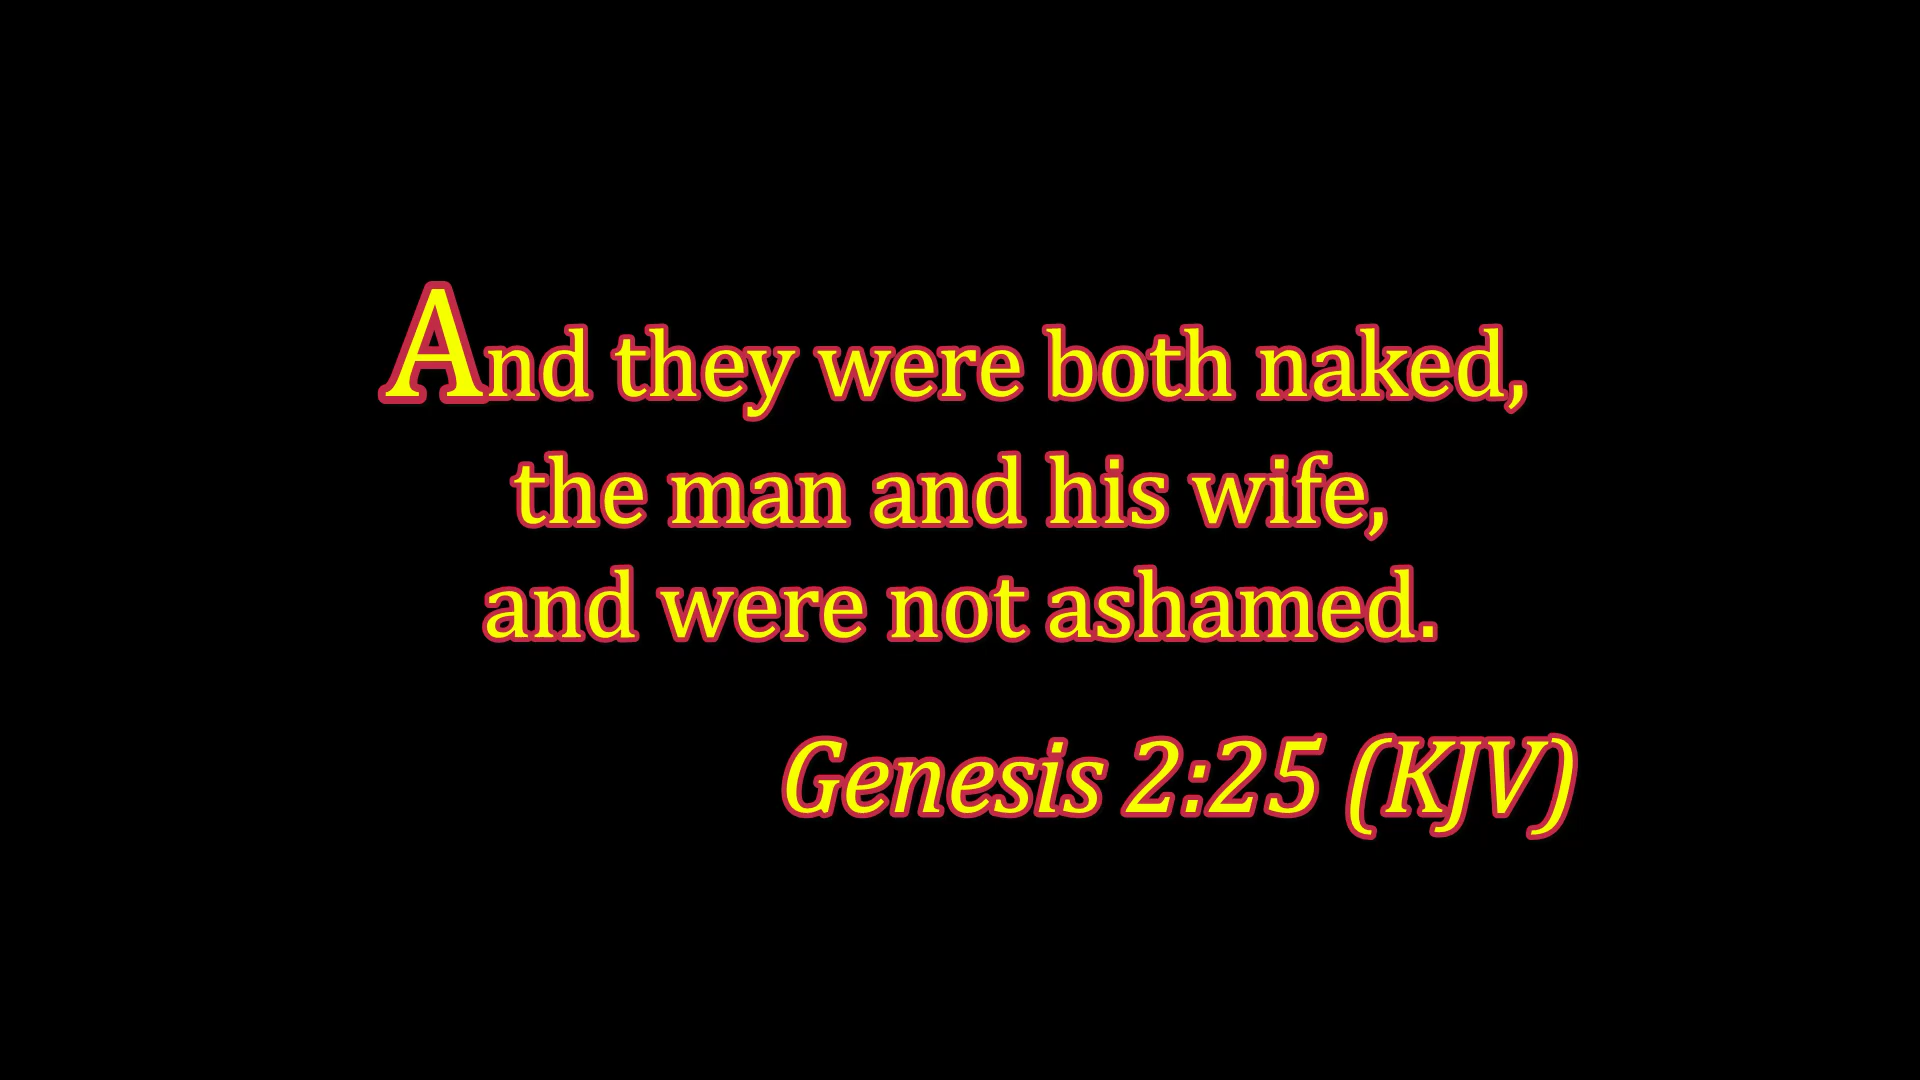 And they were both naked,
the man and his wife,
and were not ashamed.
Genesis 2:25 (KJV)